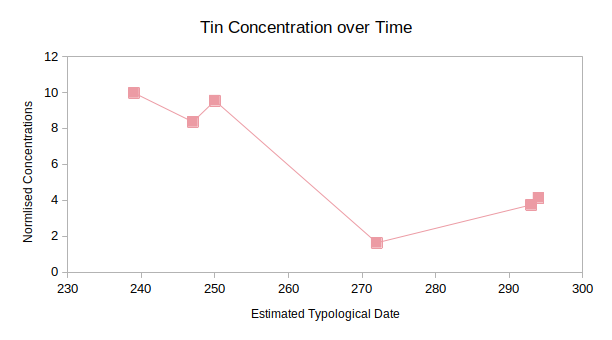 Tin Concentration over Time
12
10
8
6
4
2
0
Normlised Concentrations
230 240 250 260 270 280 290 300
Estimated Typological Date